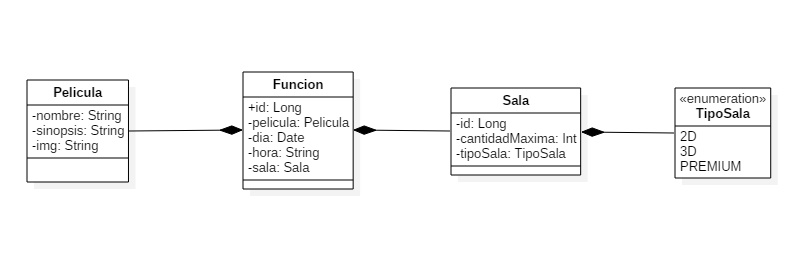 Pelicula
-nombre: String
-sinopsis: String
-img: String
Funcion
+id: Long
-pelicula: Pelicula
-dia: Date
-hora: String
-sala: Sala
Sala
-id: Long
-cantidadMaxima: Int
-tipoSala: TipoSala
«enumeration»
TipoSala
2D
3D
PREMIUM